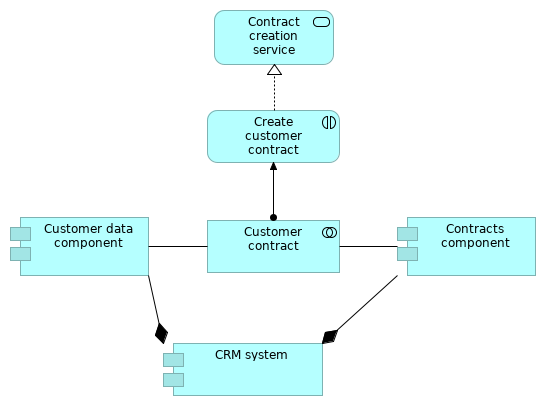 Contract
creation
service
Create
customer
contract
Customer data
component
Customer
contract
Contracts
component
CRM system